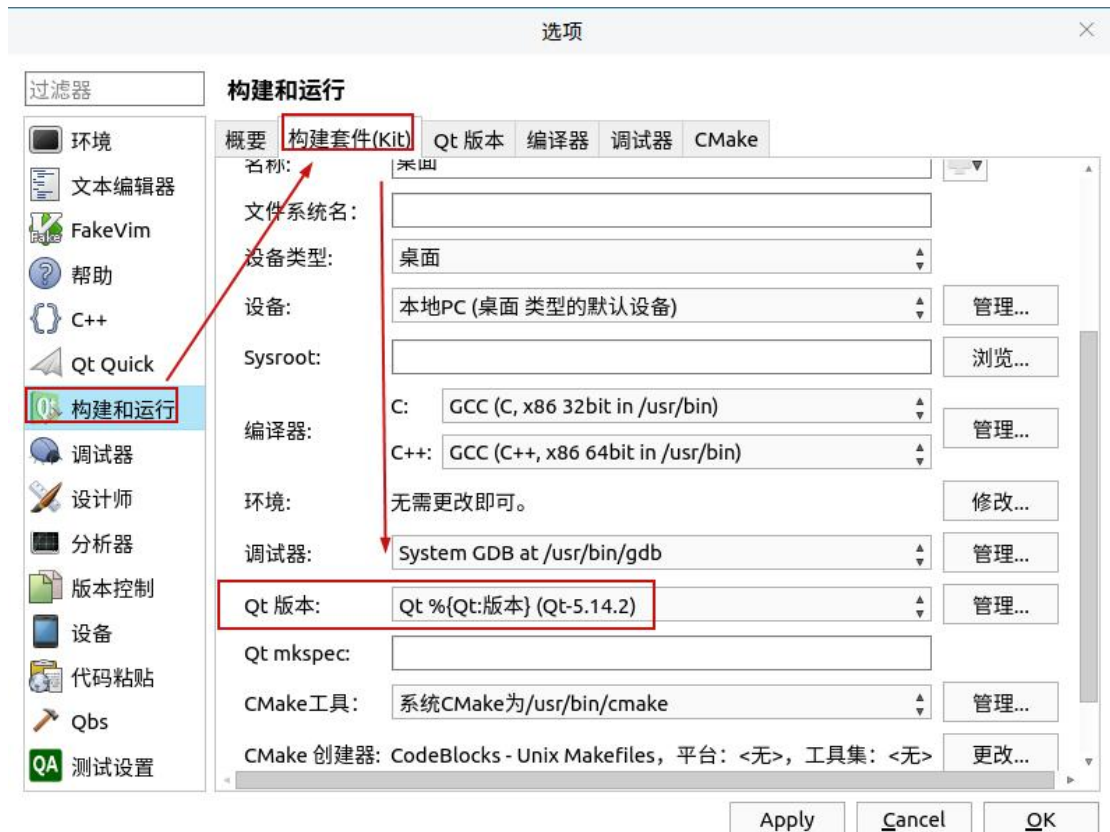 选项
过滤器
构建和运行
环境
文本编辑器
FakeVim
帮助
C++
Qt Quick
构建和运行
调试器
设计师
分析器
版本控制
设备
代码粘贴
Qbs
测试设置
概要 构建套件(Kit) Qt 版本 编译器 调试器 CMake
名称: 桌面
文件系统名:
设备类型: 桌面
设备: 本地PC (桌面 类型的默认设备) 管理...
Sysroot: 浏览...
编译器: C: GCC (C, x86 32bit in /usr/bin) 管理...
C++: GCC (C++, x86 64bit in /usr/bin)
环境: 无需更改即可。 修改...
调试器: System GDB at /usr/bin/gdb 管理...
Qt 版本: Qt %{Qt:版本} (Qt-5.14.2) 管理...
Qt mkspec:
CMake工具: 系统CMake为/usr/bin/cmake 管理...
CMake 创建器: CodeBlocks - Unix Makefiles，平台：<无>，工具集：<无> 更改...
Apply Cancel OK